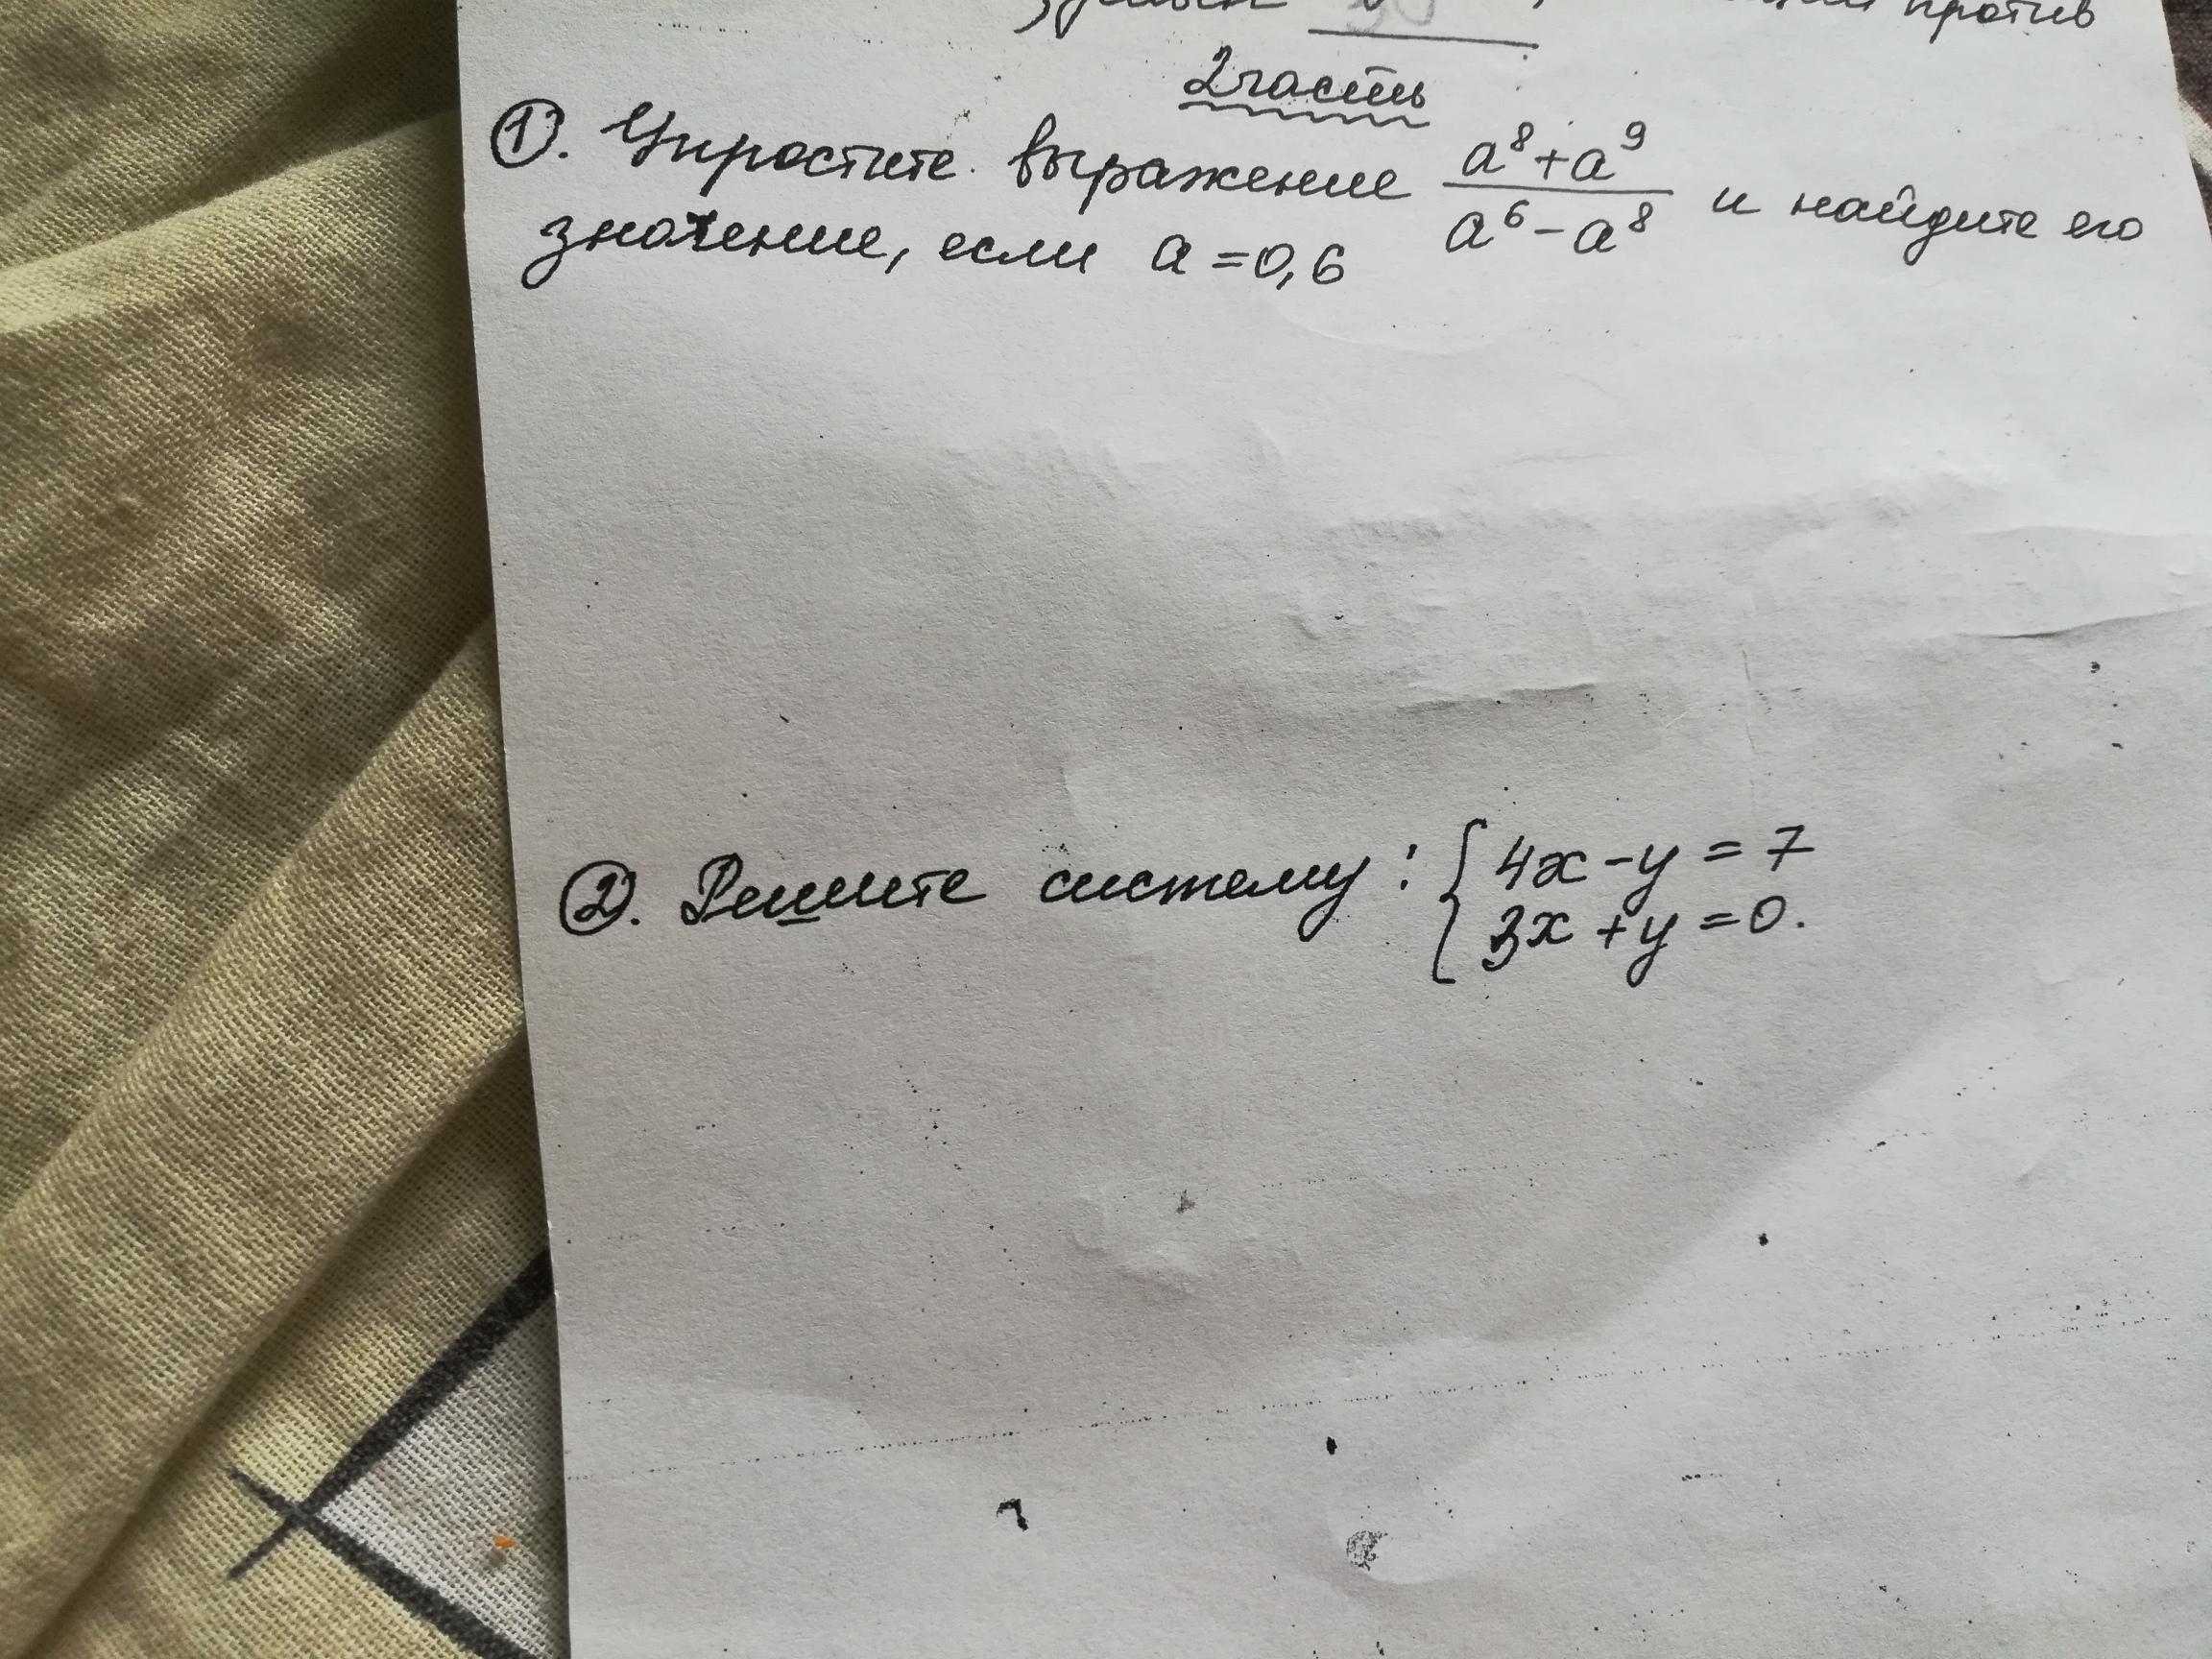 против
2 часть
①. Упростите выражение (a⁸+a⁹)/(a⁶-a⁸) и найдите его
значение, если a=0,6
②. Решите систему: { 4x-y=7
3x+y=0.